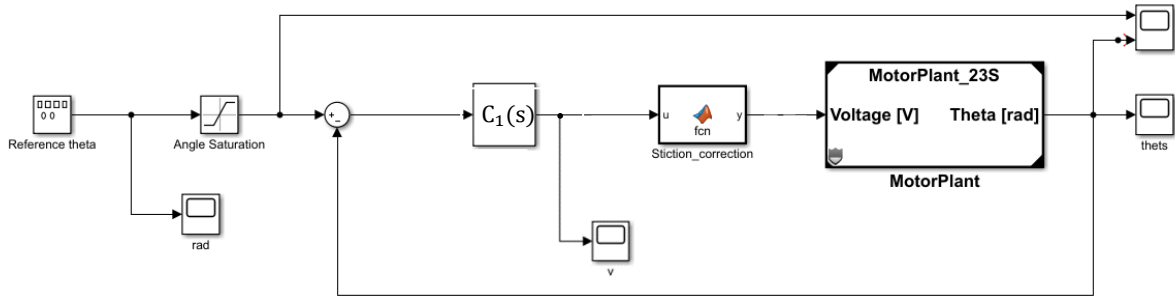 MotorPlant_23S
Reference theta
Angle Saturation
+
-
C₁(s)
u
fcn
y
Stiction_correction
Voltage [V]
Theta [rad]
MotorPlant
thets
rad
v